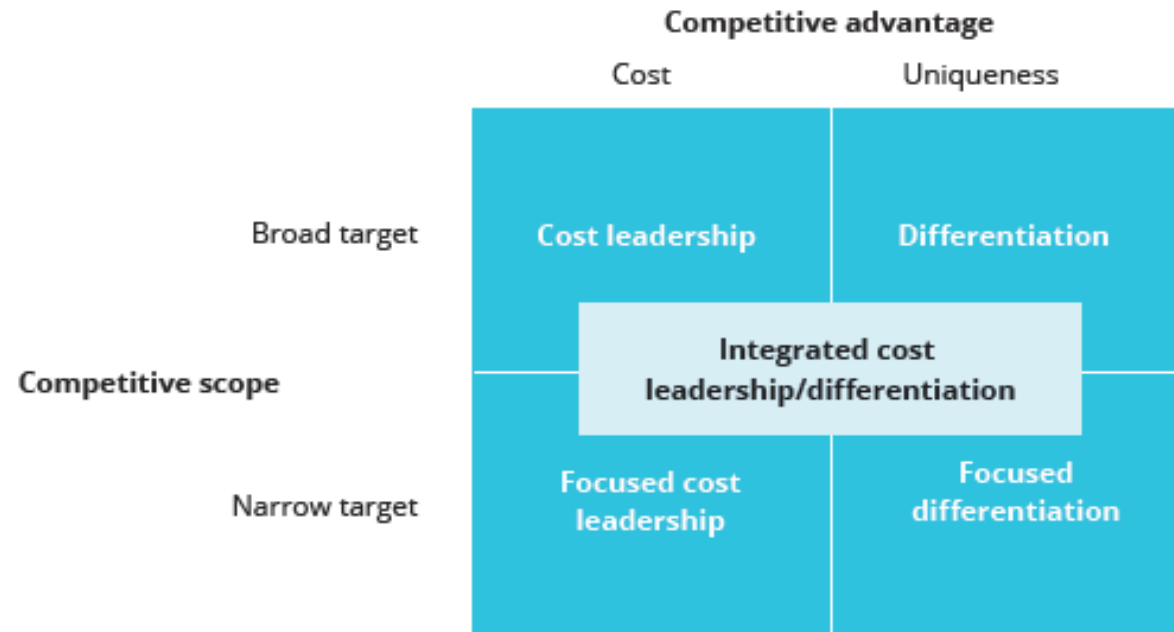 Competitive advantage
Cost
Uniqueness
Broad target
Cost leadership
Differentiation
Integrated cost
leadership/differentiation
Competitive scope
Narrow target
Focused cost
leadership
Focused
differentiation